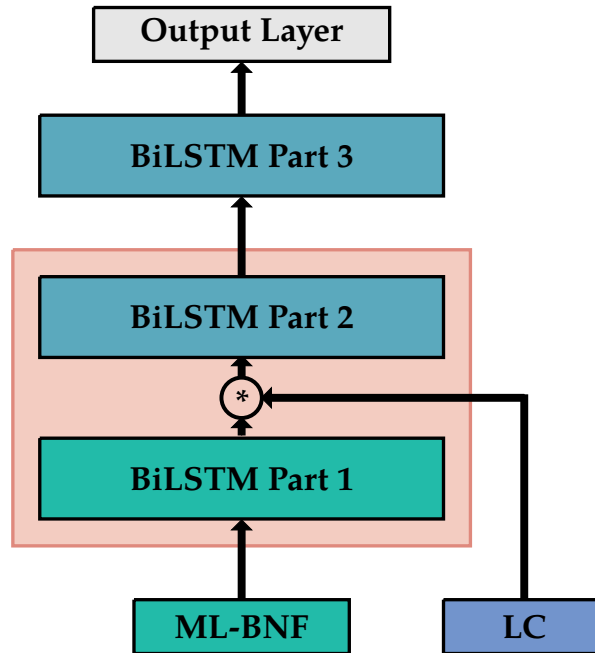 Output Layer
BiLSTM Part 3
BiLSTM Part 2
*
BiLSTM Part 1
ML-BNF
LC